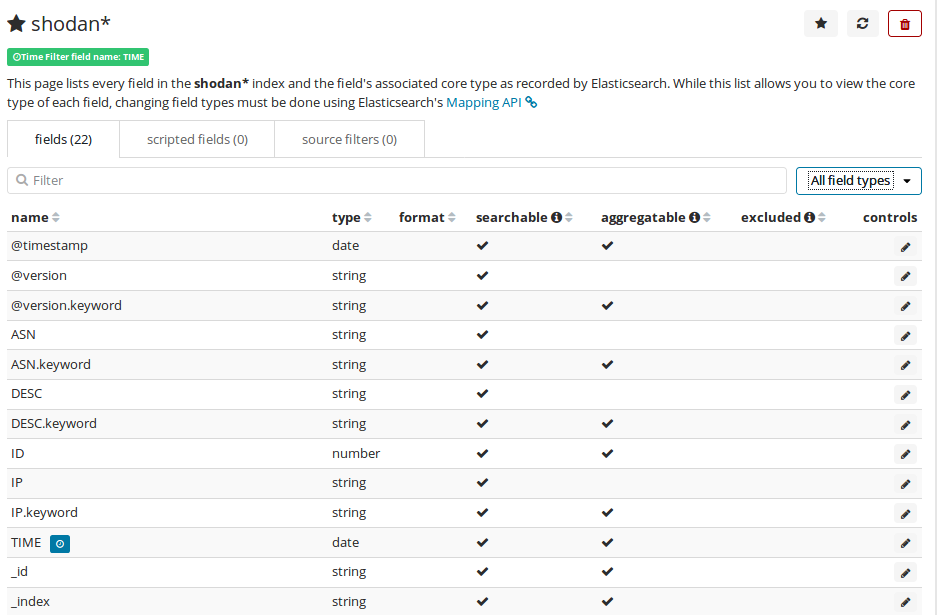 shodan*
Time Filter field name: TIME
This page lists every field in the shodan* index and the field's associated core type as recorded by Elasticsearch. While this list allows you to view the core
type of each field, changing field types must be done using Elasticsearch's Mapping API
fields (22) scripted fields (0) source filters (0)
Filter All field types
name type format searchable aggregatable excluded controls
@timestamp date
@version string
@version.keyword string
ASN string
ASN.keyword string
DESC string
DESC.keyword string
ID number
IP string
IP.keyword string
TIME date
_id string
_index string